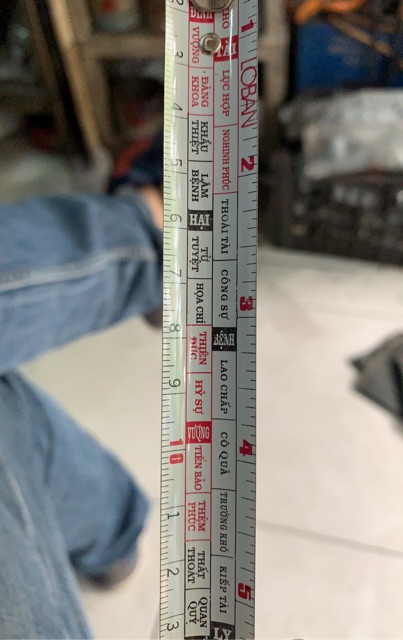 ĐINH
VƯỢNG
ĐĂNG KHOA
KHẨU THIỆT
LÂM BỆNH
HẠI
TỬ TUYỆT
HỌA CHÍ
THIÊN ĐỨC
HỶ SỰ
VƯỢNG
TIẾN BẢO
THÊM PHÚC
THẤT THOÁT
QUAN QUỶ
TÀI
LỤC HỢP
NGHINH PHÚC
THOÁI TÀI
CÔNG SỰ
BỆNH
LAO CHẤP
CÔ QUẢ
TRƯỜNG KHỐ
KIẾP TÀI
LY
LOBAN
3
4
5
6
7
8
9
10
1
2
3
1
2
3
4
5